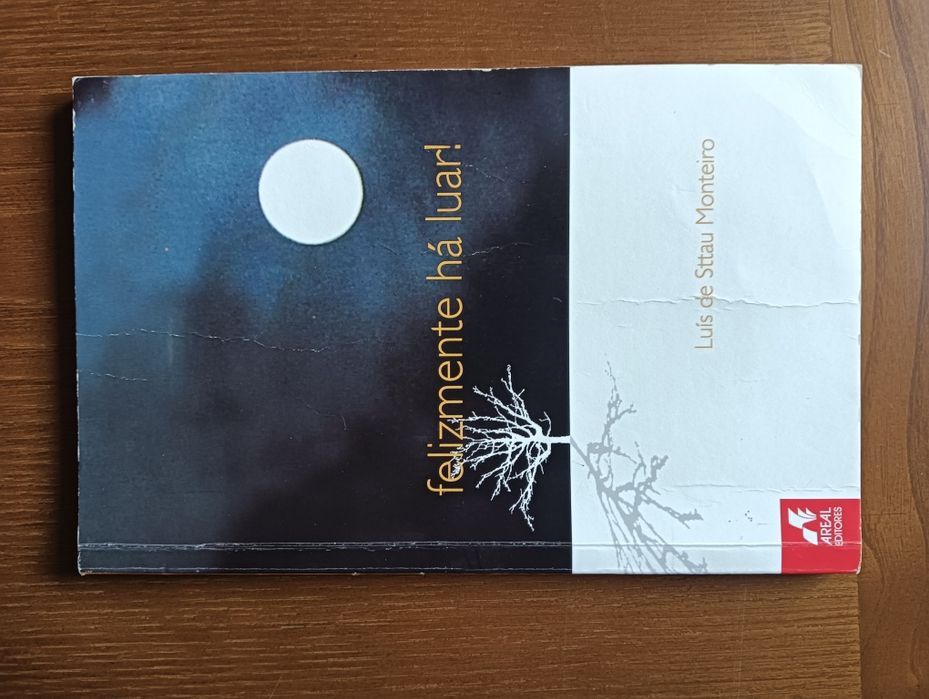 felizmente há luar!
Luís de Sttau Monteiro
AREAL
EDITORES